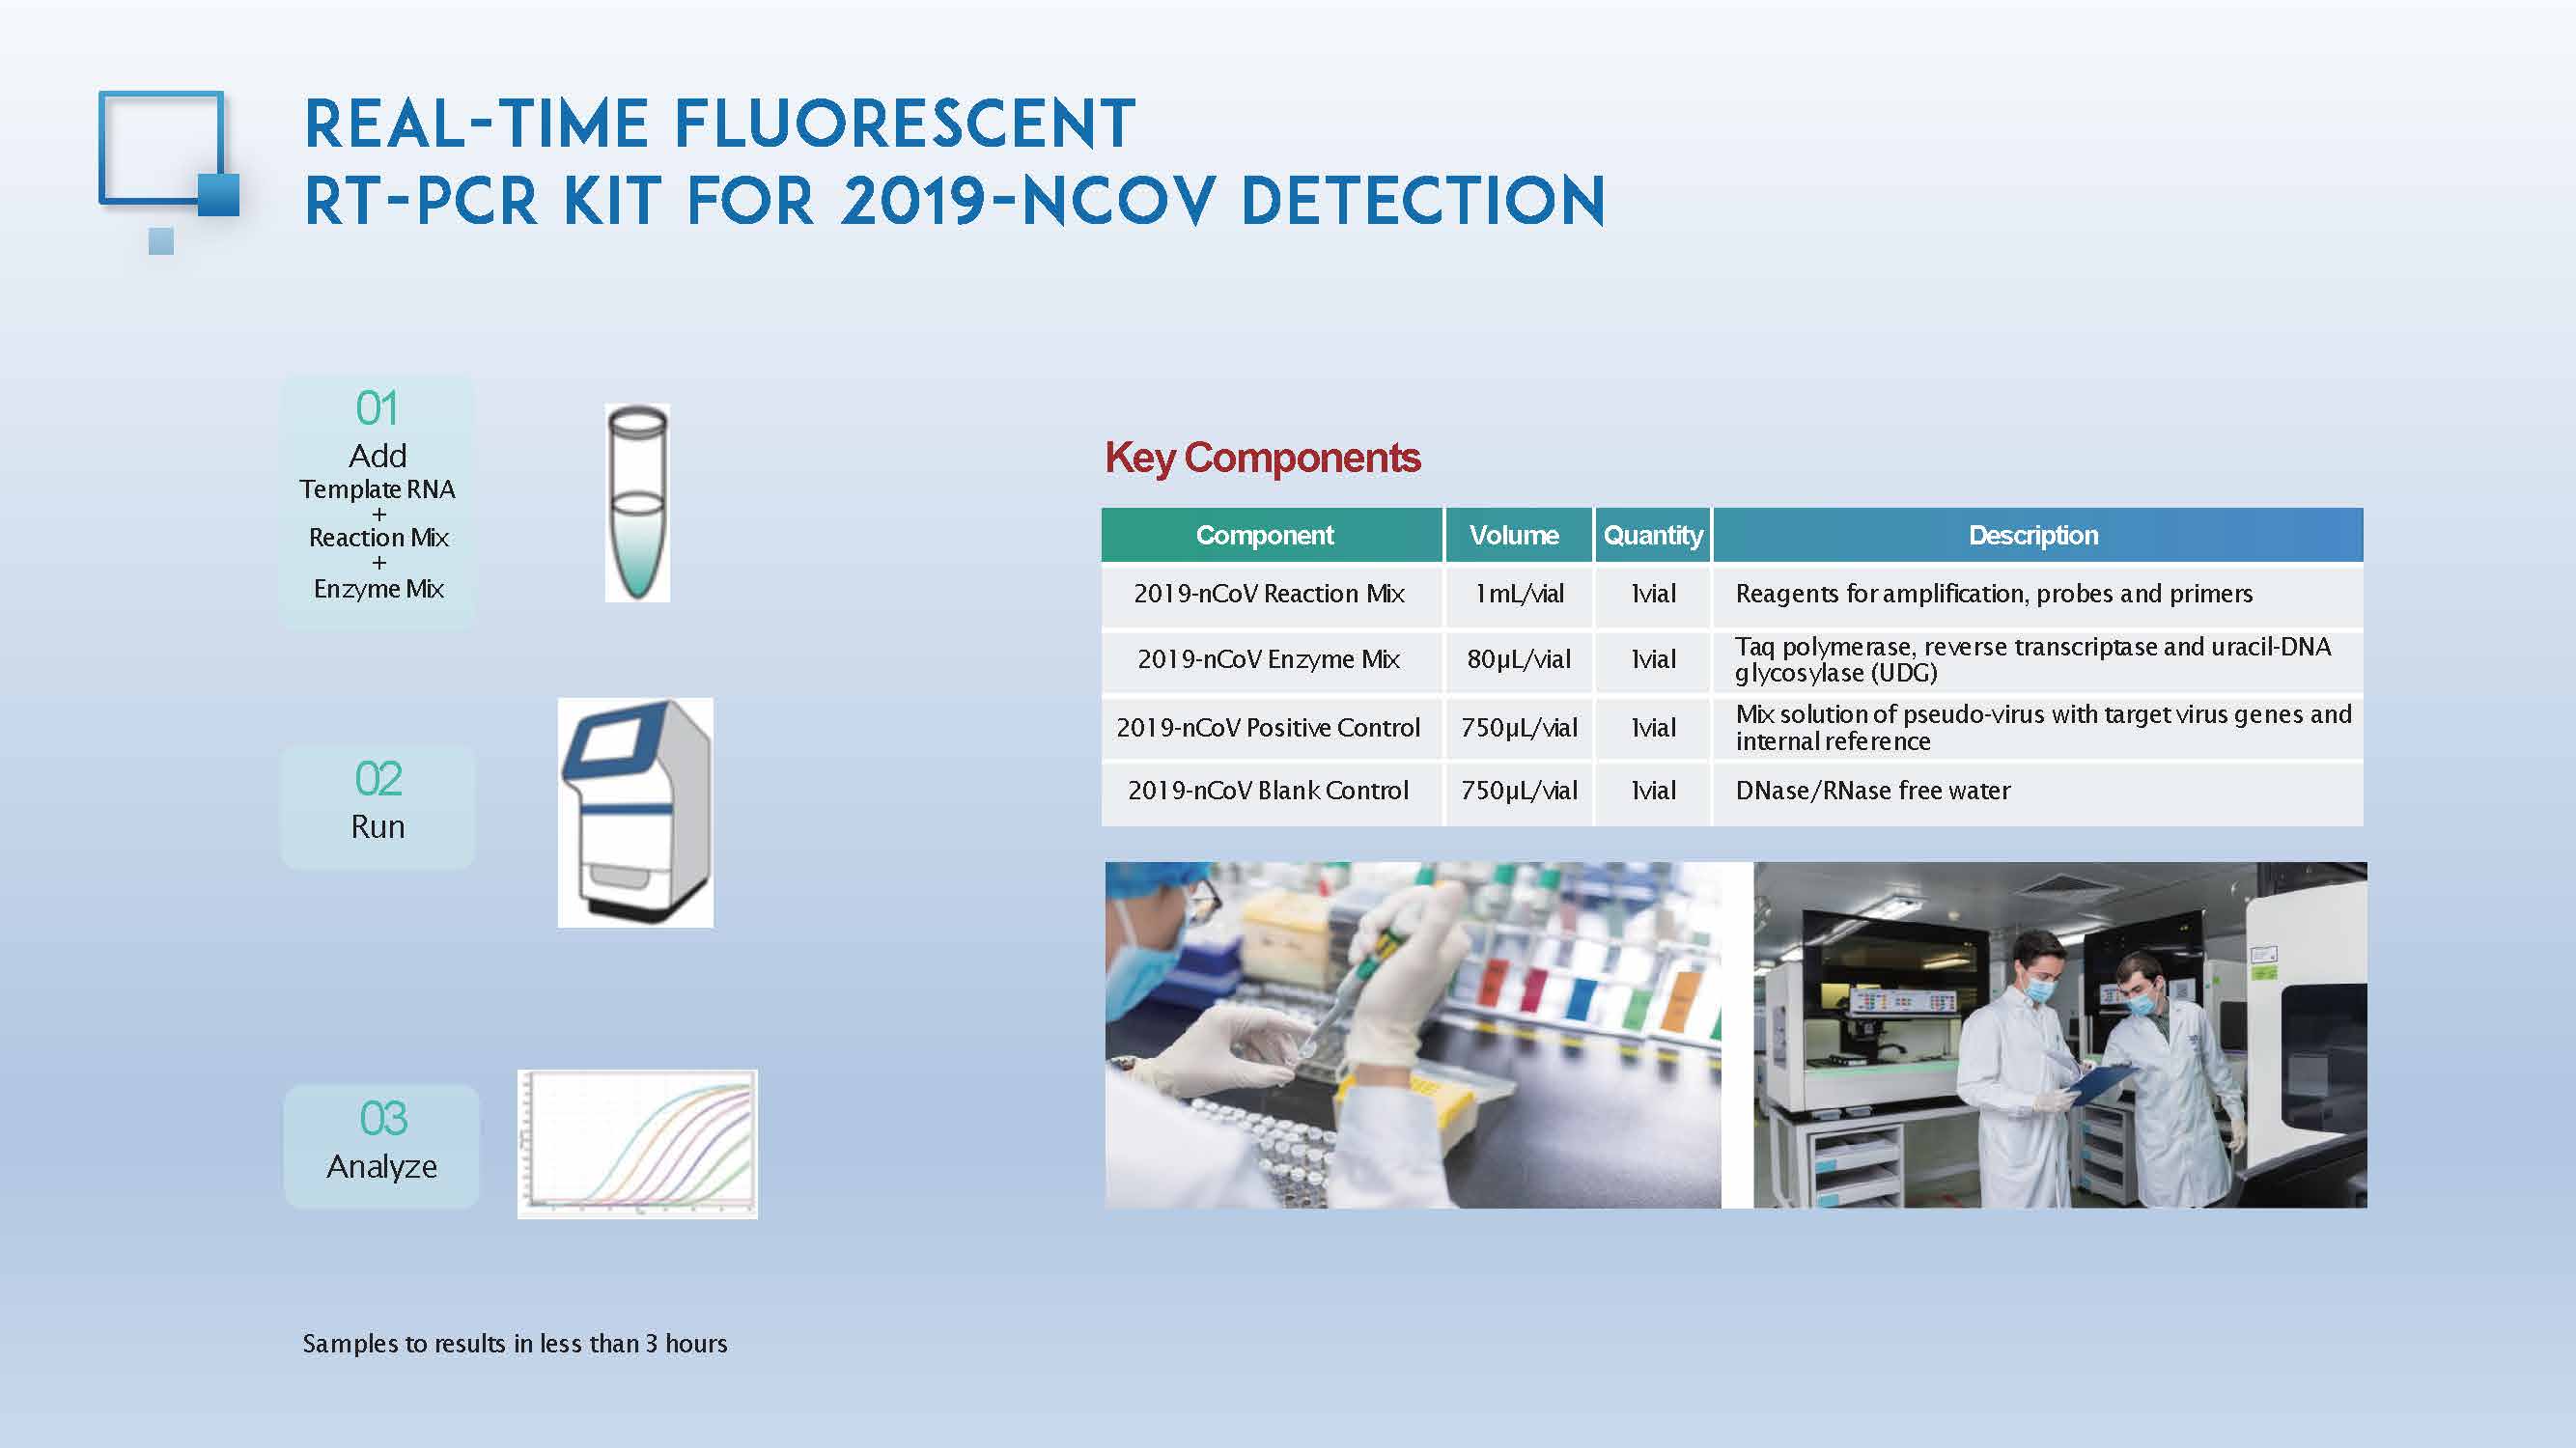 REAL-TIME FLUORESCENT
RT-PCR KIT FOR 2019-NCOV DETECTION
01
Add
Template RNA
+
Reaction Mix
+
Enzyme Mix
02
Run
03
Analyze
Samples to results in less than 3 hours
Key Components
Component Volume Quantity Description
2019-nCoV Reaction Mix 1mL/vial 1vial Reagents for amplification, probes and primers
2019-nCoV Enzyme Mix 80μL/vial 1vial Taq polymerase, reverse transcriptase and uracil-DNA
glycosylase (UDG)
2019-nCoV Positive Control 750μL/vial 1vial Mix solution of pseudo-virus with target virus genes and
internal reference
2019-nCoV Blank Control 750μL/vial 1vial DNase/RNase free water